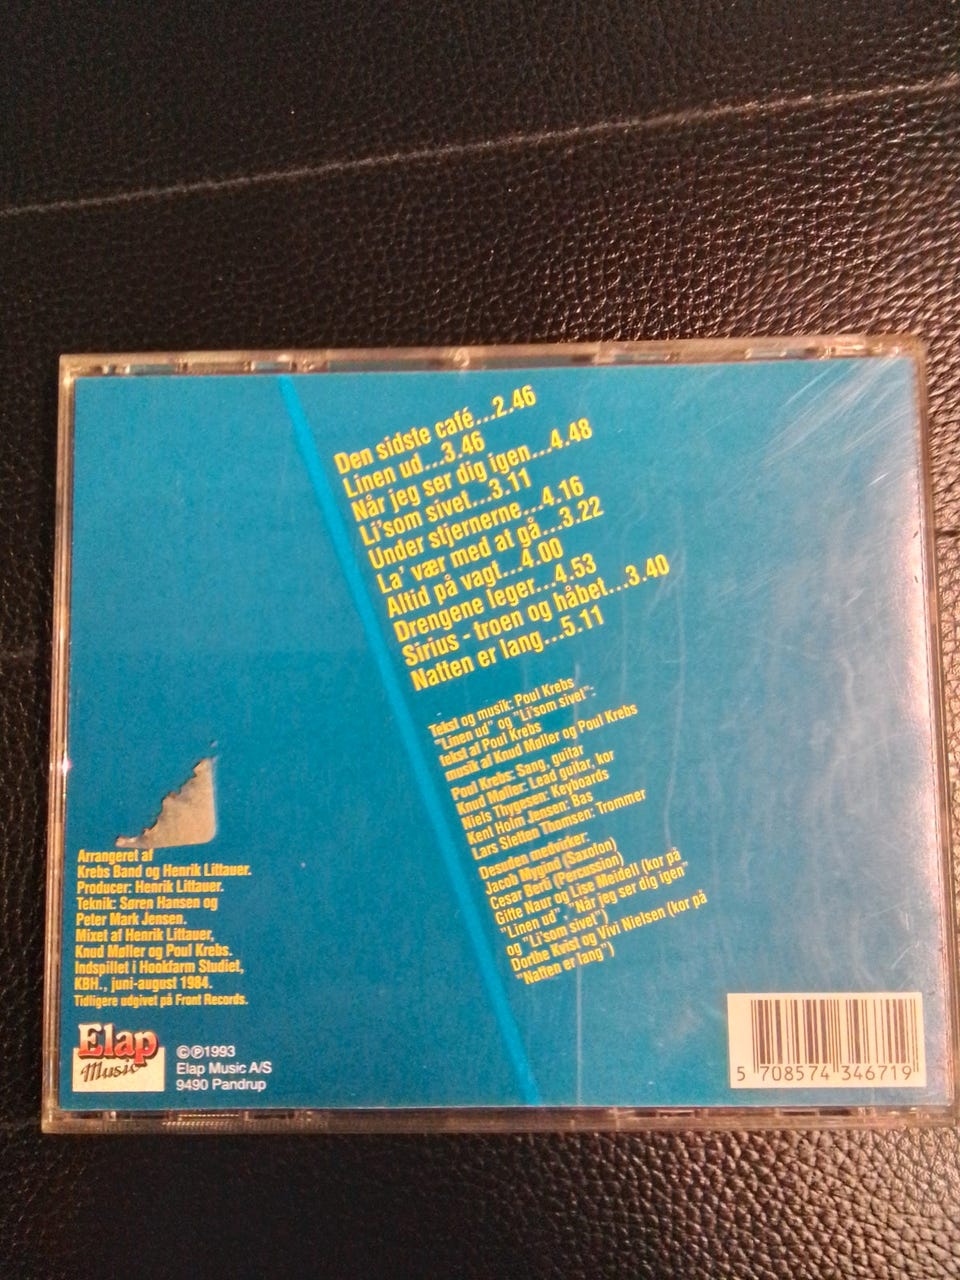 Den sidste café...2.46
Linen ud...3.46
Når jeg ser dig igen...4.48
Li'som sivet...3.11
Under stjernerne...4.16
La' vær med at gå...3.22
Altid på vagt...4.00
Drengene leger...4.53
Sirius - troen og håbet...3.40
Natten er lang...5.11
Tekst og musik: Poul Krebs
"Linen ud" og "Li'som sivet":
tekst af Poul Krebs
musik af Knud Møller og Poul Krebs
Poul Krebs: Sang, guitar
Knud Møller: Lead guitar, kor
Niels Thygesen: Keyboards
Kent Holm Jensen: Bas
Lars Sletten Thomsen: Trommer
Desuden medvirker:
Jacob Mygind (Saxofon)
Cesar Berti (Percussion)
Gitte Naur og Lise Meidell (kor på
"Linen ud", "Når jeg ser dig igen"
og "Li'som sivet")
Dorthe Kvist og Vivi Nielsen (kor på
"Natten er lang")
Arrangeret af
Krebs Band og Henrik Littauer.
Producer: Henrik Littauer.
Teknik: Søren Hansen og
Peter Mark Jensen.
Mixet af Henrik Littauer,
Knud Møller og Poul Krebs.
Indspillet i Hookfarm Studiet,
KBH., juni-august 1984.
Tidligere udgivet på Front Records.
Elap
Music
©℗1993
Elap Music A/S
9490 Pandrup
5 708574 346719